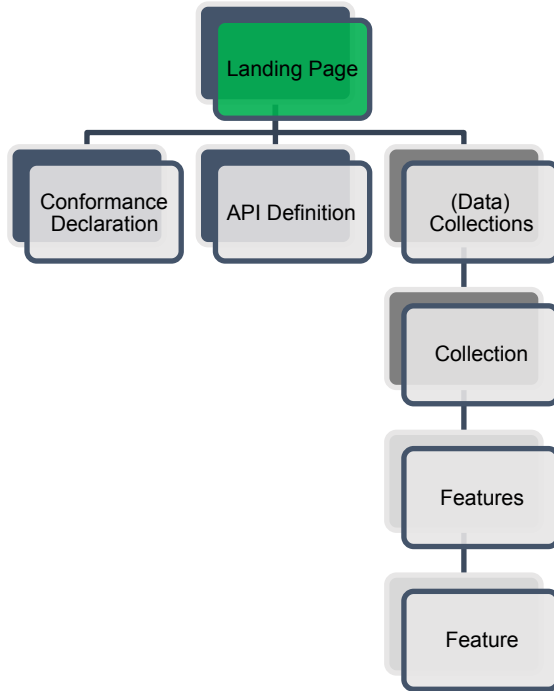 Landing Page
Conformance
Declaration
API Definition
(Data)
Collections
Collection
Features
Feature